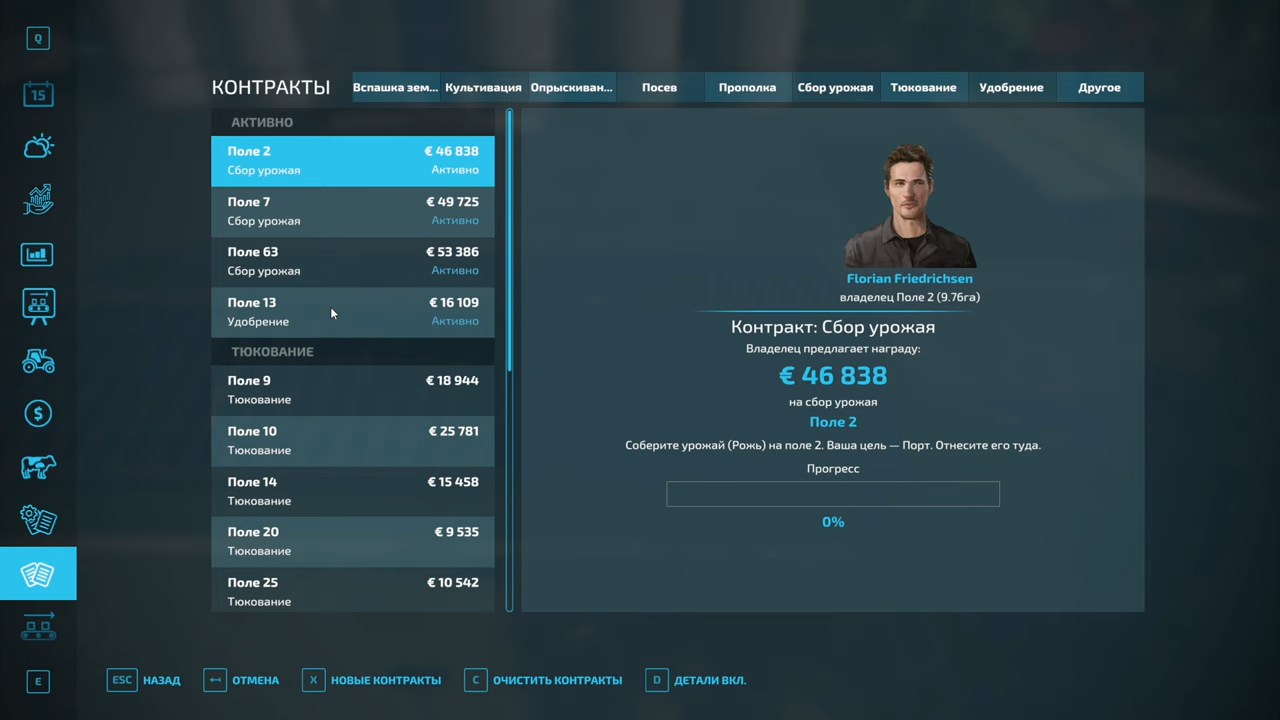 Q
15
КОНТРАКТЫ
Вспашка зем...
Культивация
Опрыскиван...
Посев
Прополка
Сбор урожая
Тюкование
Удобрение
Другое
АКТИВНО
Поле 2 € 46 838
Сбор урожая Активно
Поле 7 € 49 725
Сбор урожая Активно
Поле 63 € 53 386
Сбор урожая Активно
Поле 13 € 16 109
Удобрение Активно
ТЮКОВАНИЕ
Поле 9 € 18 944
Тюкование
Поле 10 € 25 781
Тюкование
Поле 14 € 15 458
Тюкование
Поле 20 € 9 535
Тюкование
Поле 25 € 10 542
Тюкование
Florian Friedrichsen
владелец Поле 2 (9.76га)
Контракт: Сбор урожая
Владелец предлагает награду:
€ 46 838
на сбор урожая
Поле 2
Соберите урожай (Рожь) на поле 2. Ваша цель — Порт. Отнесите его туда.
Прогресс
0%
E
ESC НАЗАД
ОТМЕНА
X НОВЫЕ КОНТРАКТЫ
C ОЧИСТИТЬ КОНТРАКТЫ
D ДЕТАЛИ ВКЛ.